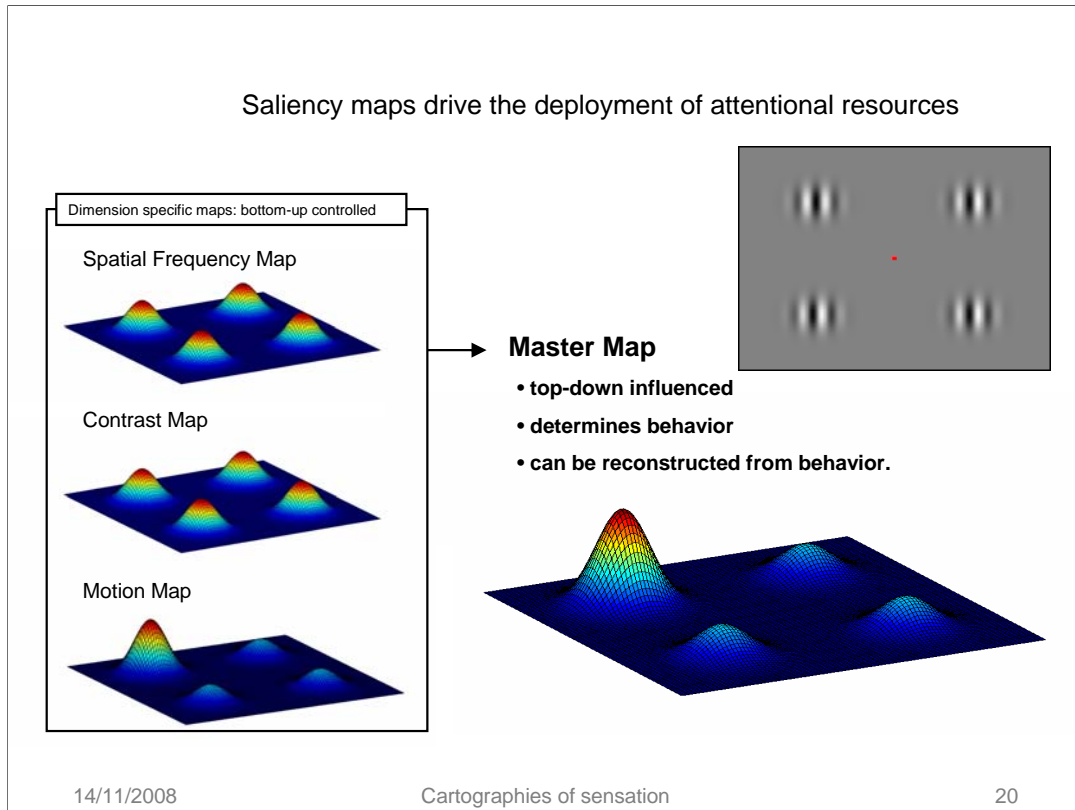 Saliency maps drive the deployment of attentional resources
Dimension specific maps: bottom-up controlled
Spatial Frequency Map
Contrast Map
Motion Map
Master Map
• top-down influenced
• determines behavior
• can be reconstructed from behavior.
14/11/2008
Cartographies of sensation
20